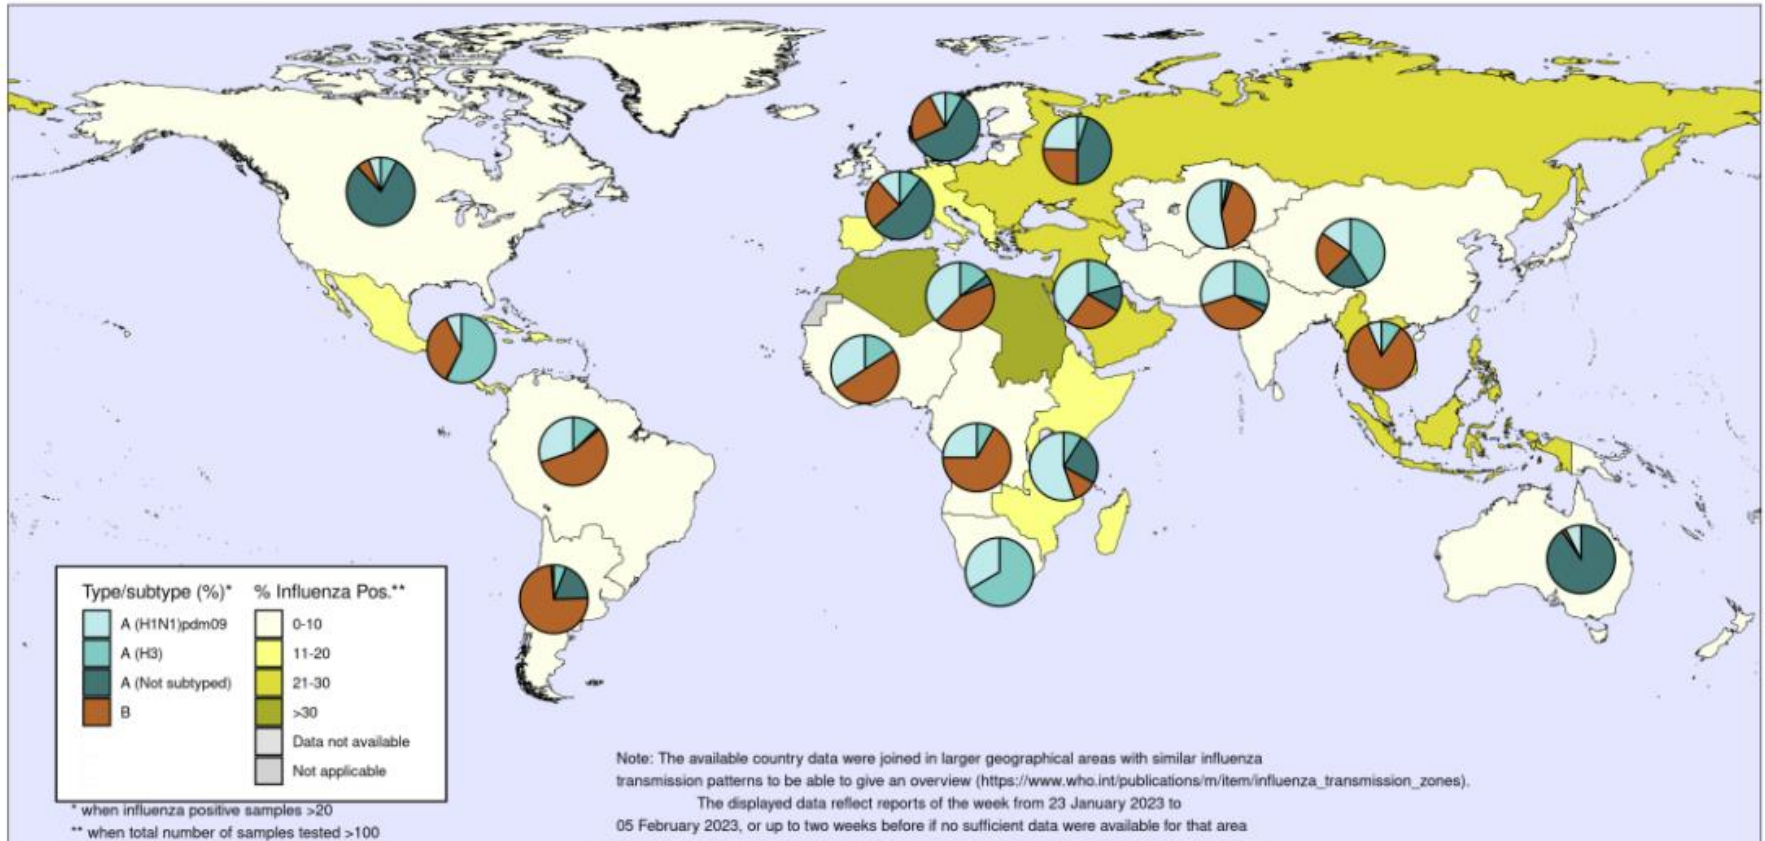 Type/subtype (%)*
A (H1N1)pdm09
A (H3)
A (Not subtyped)
B
% Influenza Pos.**
0-10
11-20
21-30
>30
Data not available
Not applicable
* when influenza positive samples >20
** when total number of samples tested >100
Note: The available country data were joined in larger geographical areas with similar influenza
transmission patterns to be able to give an overview (https://www.who.int/publications/m/item/influenza_transmission_zones).
The displayed data reflect reports of the week from 23 January 2023 to
05 February 2023, or up to two weeks before if no sufficient data were available for that area